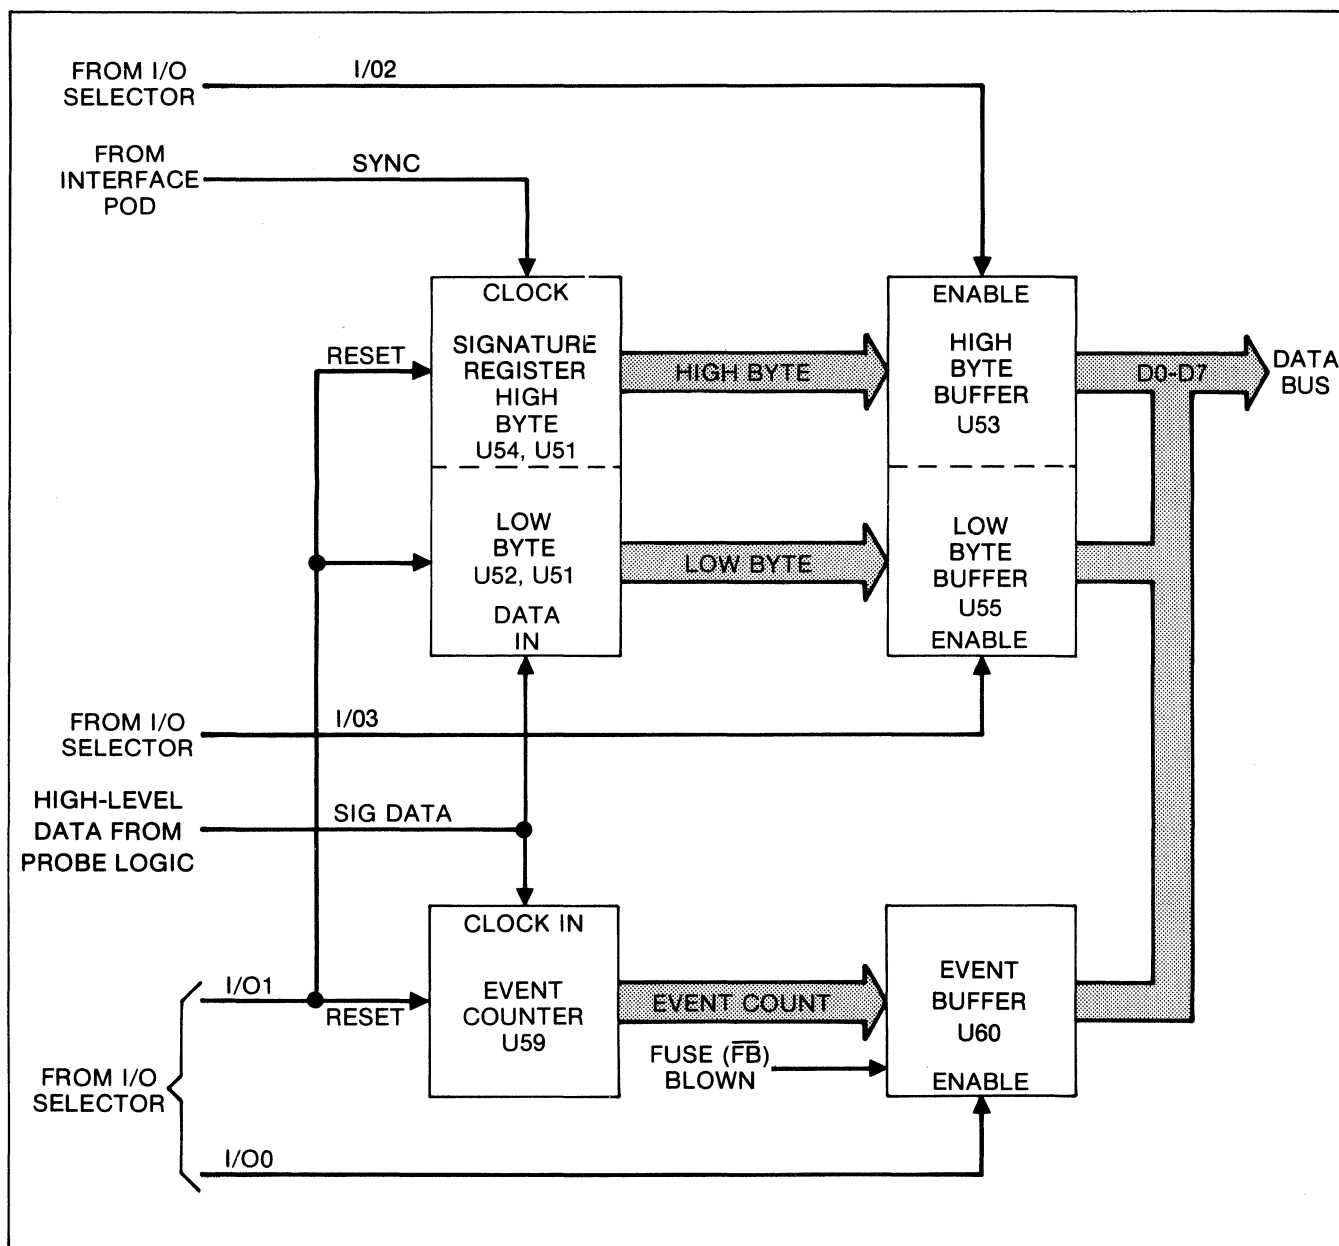 FROM I/O
SELECTOR
I/02
FROM
INTERFACE
POD
SYNC
CLOCK
SIGNATURE
REGISTER
HIGH
BYTE
U54, U51
RESET
HIGH BYTE
ENABLE
HIGH
BYTE
BUFFER
U53
D0-D7
DATA
BUS
LOW
BYTE
U52, U51
DATA
IN
LOW BYTE
LOW
BYTE
BUFFER
U55
ENABLE
FROM I/O
SELECTOR
I/03
HIGH-LEVEL
DATA FROM
PROBE LOGIC
SIG DATA
CLOCK IN
EVENT
COUNTER
U59
I/O1
RESET
EVENT COUNT
EVENT
BUFFER
U60
ENABLE
FUSE (F̅B̅)
BLOWN
FROM I/O
SELECTOR
I/O0